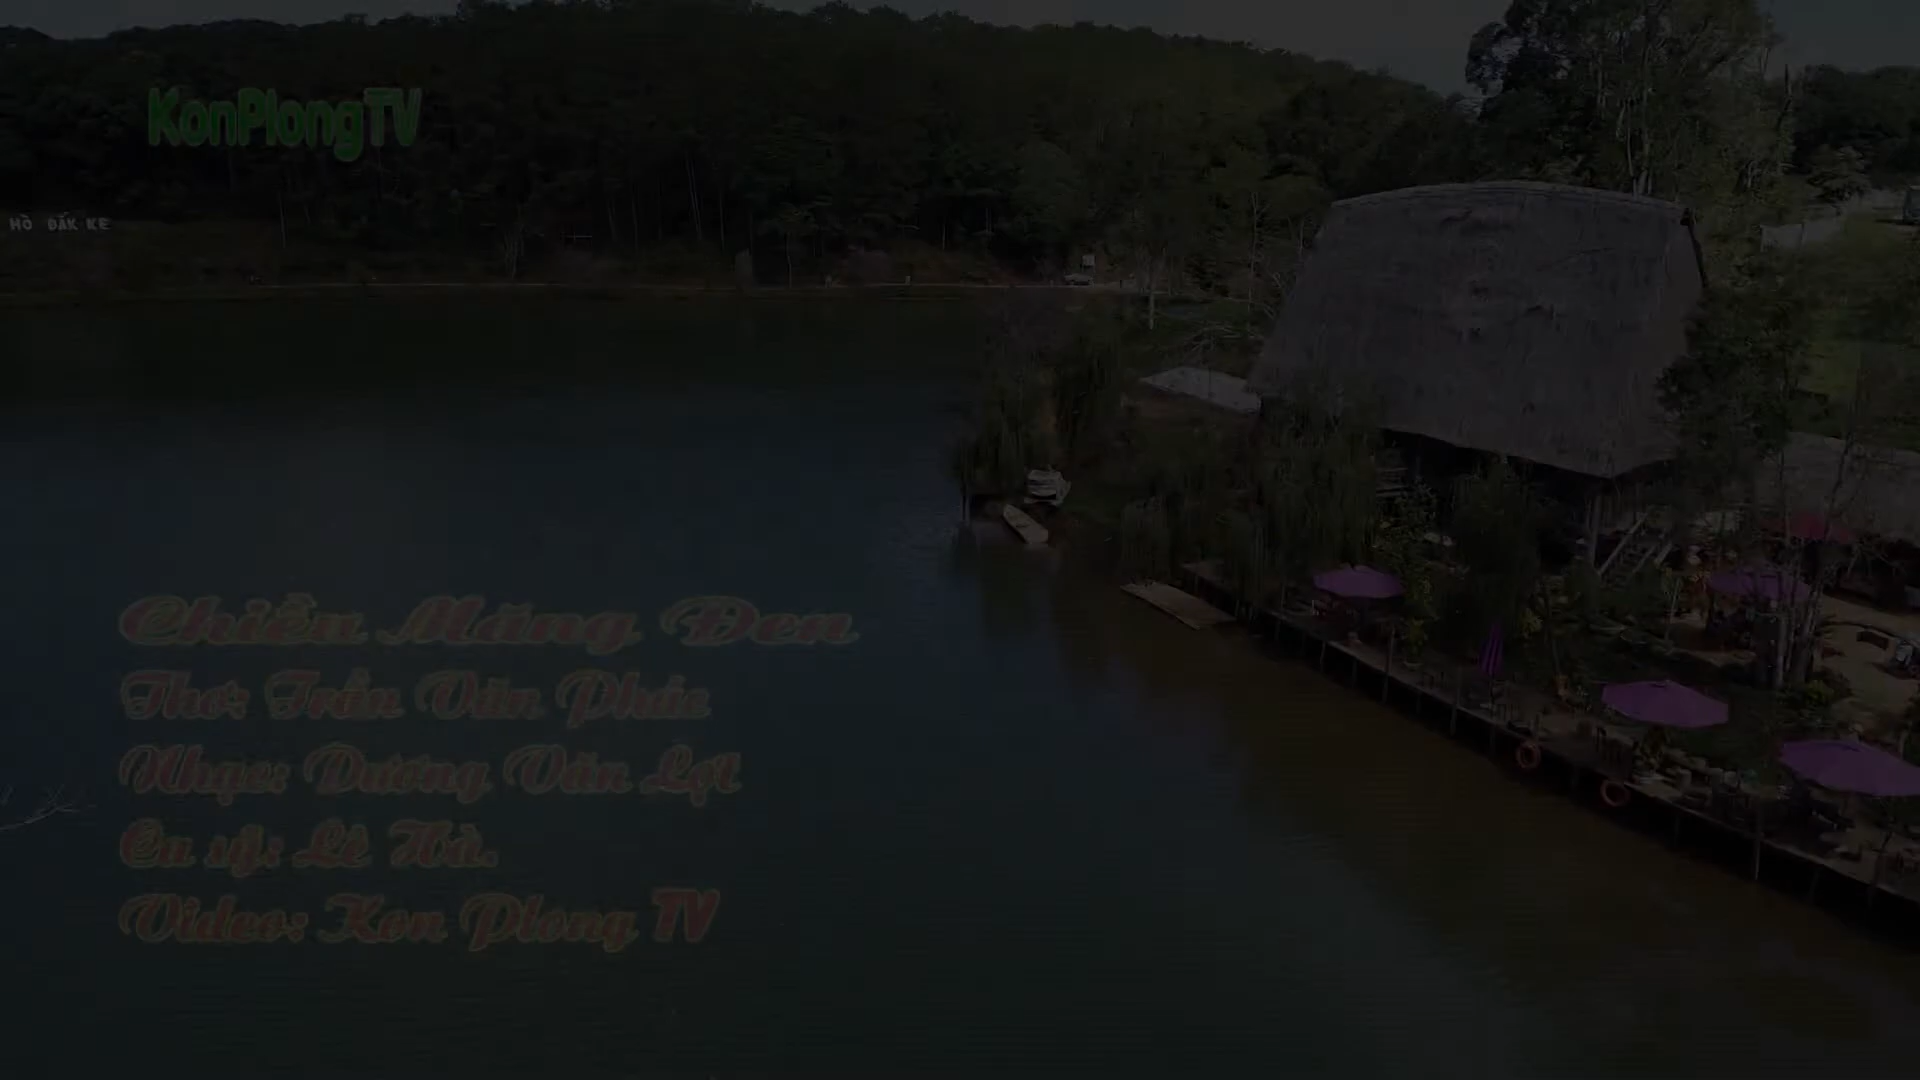 KonPlongTV
HỒ ĐẮK KE
Chiều Măng Đen
Thơ: Trần Văn Phúc
Nhạc: Dương Văn Lợt
Ca sỹ: Lê Hà.
Video: Kon Plong TV